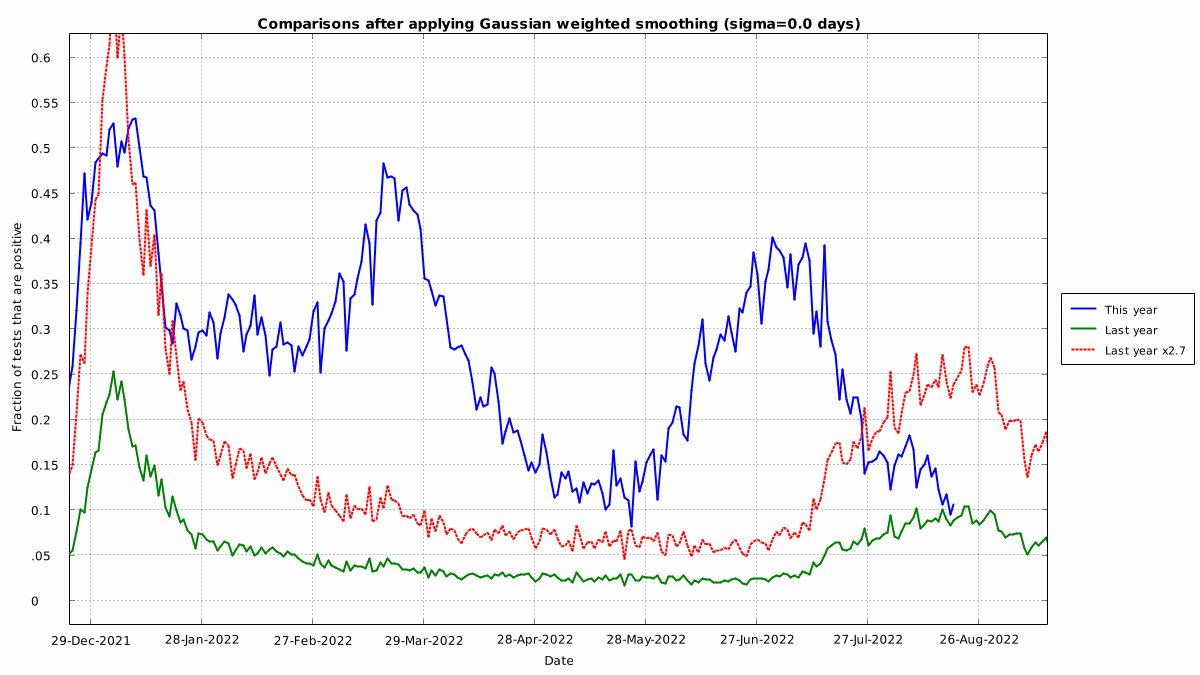 Comparisons after applying Gaussian weighted smoothing (sigma=0.0 days)
Fraction of tests that are positive
0.6
0.55
0.5
0.45
0.4
0.35
0.3
0.25
0.2
0.15
0.1
.05
0
29-Dec-2021 28-Jan-2022 27-Feb-2022 29-Mar-2022 28-Apr-2022 28-May-2022 27-Jun-2022 27-Jul-2022 26-Aug-2022
Date
This year
Last year
Last year x2.7